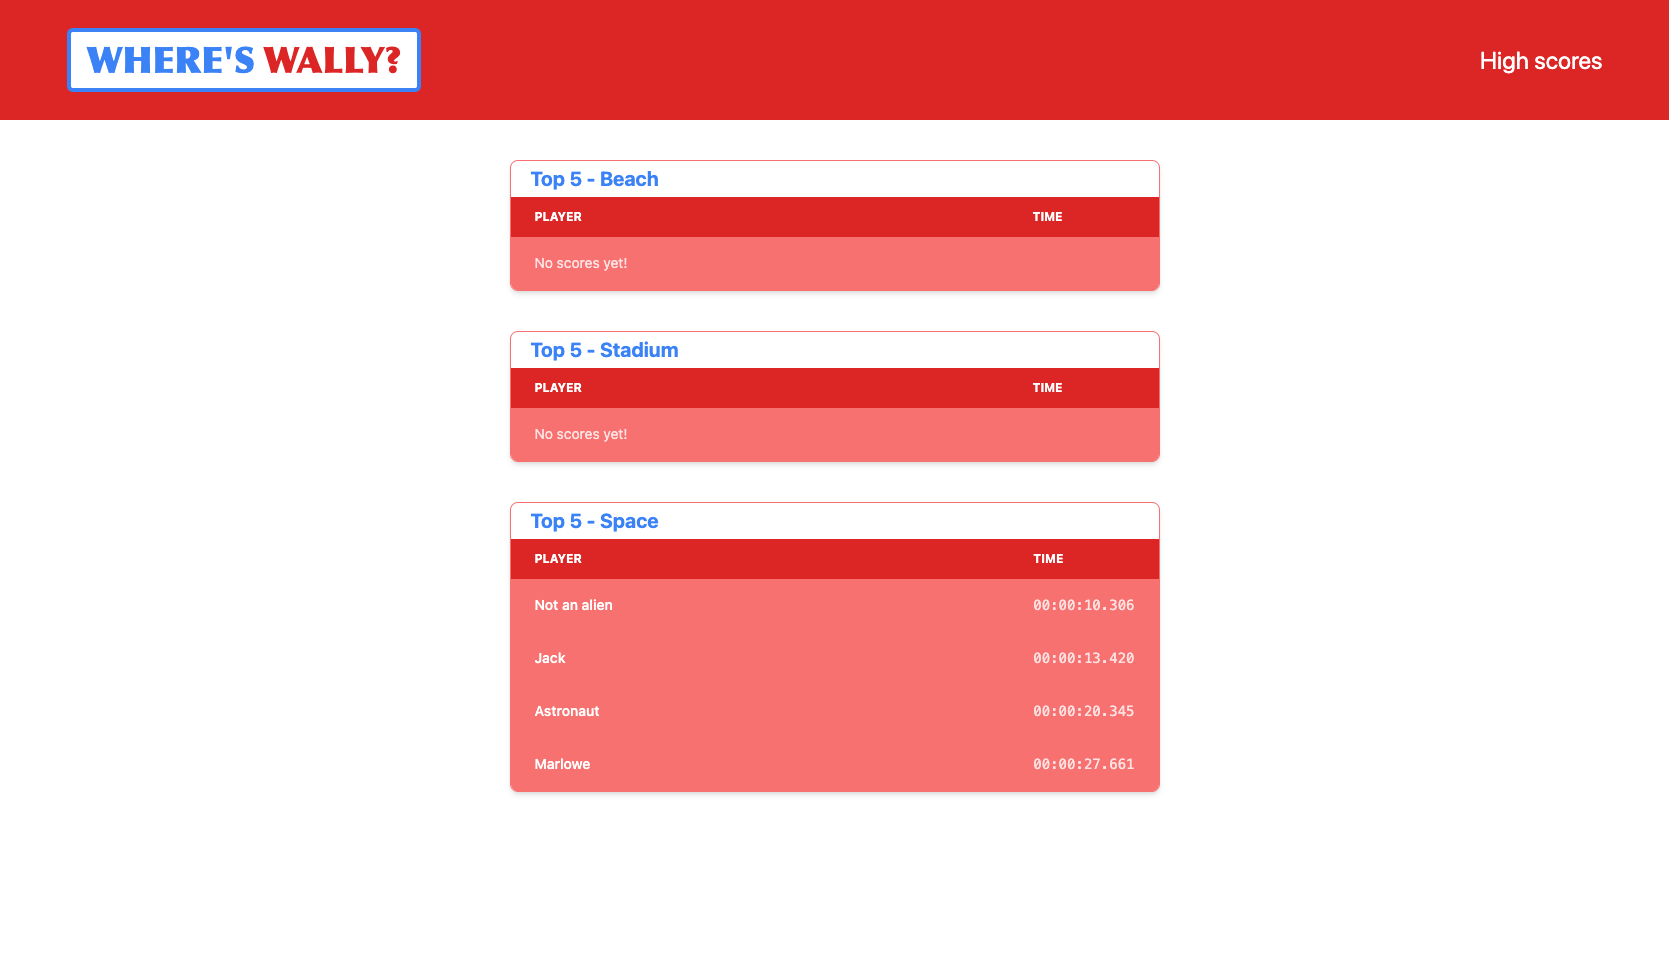 WHERE'S WALLY?
High scores
Top 5 - Beach
PLAYER TIME
No scores yet!
Top 5 - Stadium
PLAYER TIME
No scores yet!
Top 5 - Space
PLAYER TIME
Not an alien 00:00:10.306
Jack 00:00:13.420
Astronaut 00:00:20.345
Marlowe 00:00:27.661